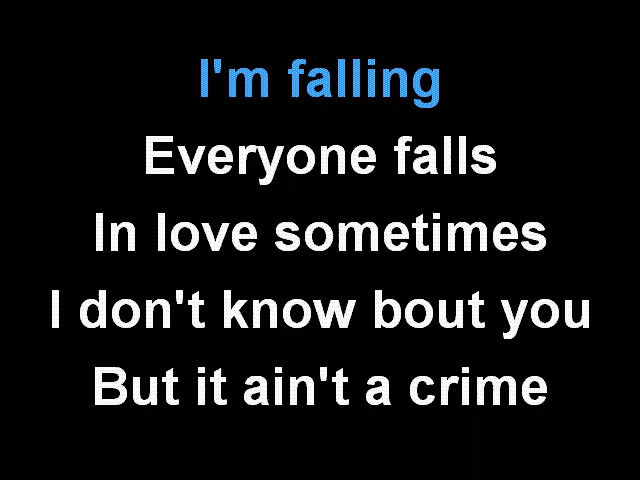 I'm falling
Everyone falls
In love sometimes
I don't know bout you
But it ain't a crime